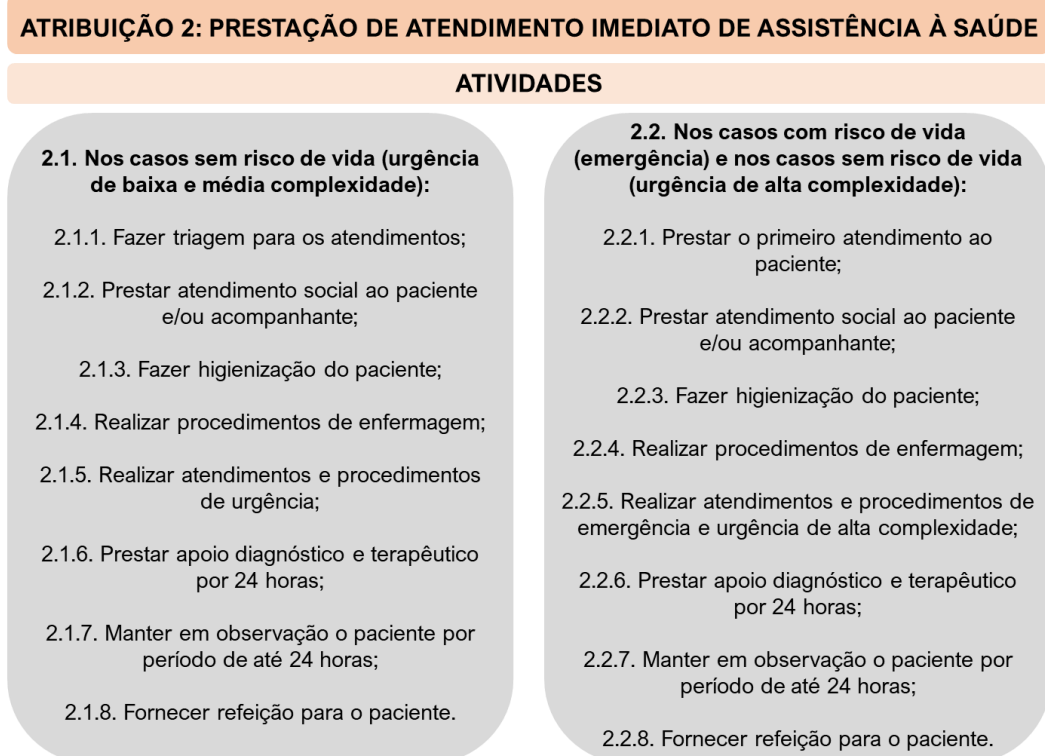 ATRIBUIÇÃO 2: PRESTAÇÃO DE ATENDIMENTO IMEDIATO DE ASSISTÊNCIA À SAÚDE
ATIVIDADES
2.1. Nos casos sem risco de vida (urgência
de baixa e média complexidade):
2.1.1. Fazer triagem para os atendimentos;
2.1.2. Prestar atendimento social ao paciente
e/ou acompanhante;
2.1.3. Fazer higienização do paciente;
2.1.4. Realizar procedimentos de enfermagem;
2.1.5. Realizar atendimentos e procedimentos
de urgência;
2.1.6. Prestar apoio diagnóstico e terapêutico
por 24 horas;
2.1.7. Manter em observação o paciente por
período de até 24 horas;
2.1.8. Fornecer refeição para o paciente.
2.2. Nos casos com risco de vida
(emergência) e nos casos sem risco de vida
(urgência de alta complexidade):
2.2.1. Prestar o primeiro atendimento ao
paciente;
2.2.2. Prestar atendimento social ao paciente
e/ou acompanhante;
2.2.3. Fazer higienização do paciente;
2.2.4. Realizar procedimentos de enfermagem;
2.2.5. Realizar atendimentos e procedimentos de
emergência e urgência de alta complexidade;
2.2.6. Prestar apoio diagnóstico e terapêutico
por 24 horas;
2.2.7. Manter em observação o paciente por
período de até 24 horas;
2.2.8. Fornecer refeição para o paciente.